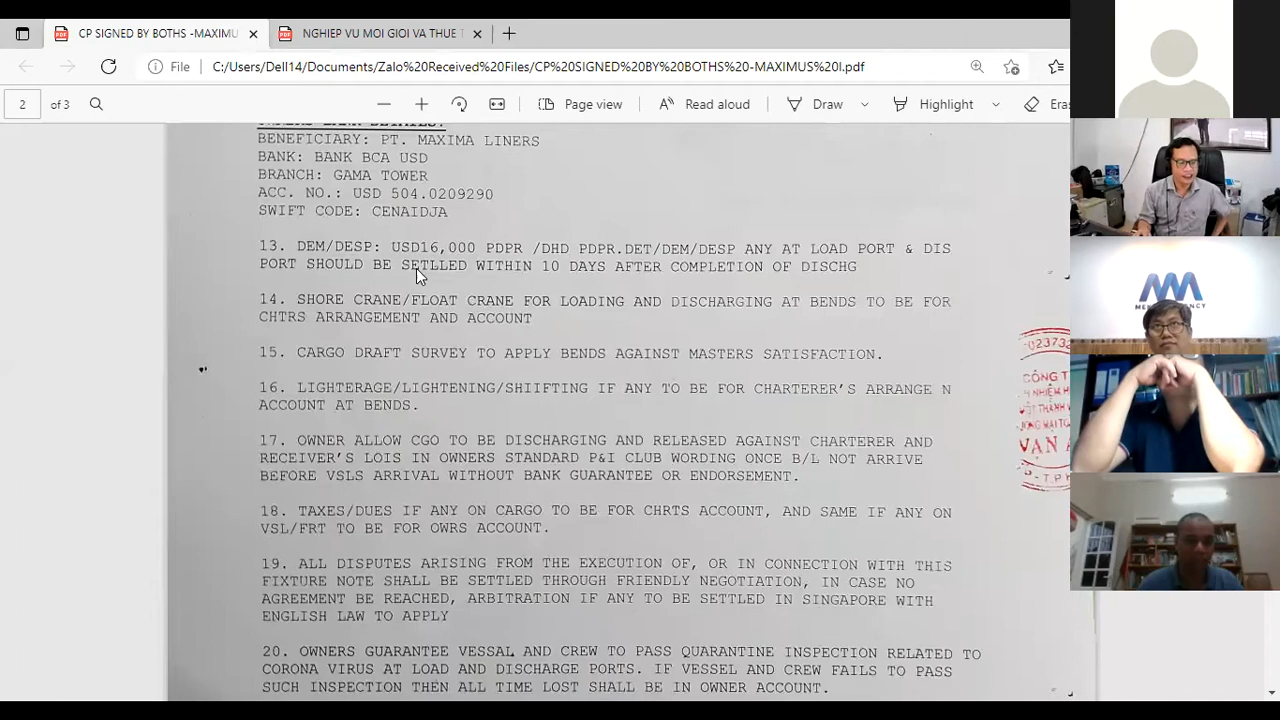 CP SIGNED BY BOTHS -MAXIMU
NGHIEP VU MOI GIOI VA THUE T
File
C:/Users/Dell14/Documents/Zalo%20Received%20Files/CP%20SIGNED%20BY%20BOTHS%20-MAXIMUS%20I.pdf
2 of 3
Page view
Read aloud
Draw
Highlight
Eras
OWNERS BANK DETAILS:
BENEFICIARY: PT. MAXIMA LINERS
BANK: BANK BCA USD
BRANCH: GAMA TOWER
ACC. NO.: USD 504.0209290
SWIFT CODE: CENAIDJA
13. DEM/DESP: USD16,000 PDPR /DHD PDPR.DET/DEM/DESP ANY AT LOAD PORT & DIS
PORT SHOULD BE SETLLED WITHIN 10 DAYS AFTER COMPLETION OF DISCHG
14. SHORE CRANE/FLOAT CRANE FOR LOADING AND DISCHARGING AT BENDS TO BE FOR
CHTRS ARRANGEMENT AND ACCOUNT
15. CARGO DRAFT SURVEY TO APPLY BENDS AGAINST MASTERS SATISFACTION.
16. LIGHTERAGE/LIGHTENING/SHIIFTING IF ANY TO BE FOR CHARTERER'S ARRANGE N
ACCOUNT AT BENDS.
17. OWNER ALLOW CGO TO BE DISCHARGING AND RELEASED AGAINST CHARTERER AND
RECEIVER'S LOIS IN OWNERS STANDARD P&I CLUB WORDING ONCE B/L NOT ARRIVE
BEFORE VSLS ARRIVAL WITHOUT BANK GUARANTEE OR ENDORSEMENT.
18. TAXES/DUES IF ANY ON CARGO TO BE FOR CHRTS ACCOUNT, AND SAME IF ANY ON
VSL/FRT TO BE FOR OWRS ACCOUNT.
19. ALL DISPUTES ARISING FROM THE EXECUTION OF, OR IN CONNECTION WITH THIS
FIXTURE NOTE SHALL BE SETTLED THROUGH FRIENDLY NEGOTIATION, IN CASE NO
AGREEMENT BE REACHED, ARBITRATION IF ANY TO BE SETTLED IN SINGAPORE WITH
ENGLISH LAW TO APPLY
20. OWNERS GUARANTEE VESSAL AND CREW TO PASS QUARANTINE INSPECTION RELATED TO
CORONA VIRUS AT LOAD AND DISCHARGE PORTS. IF VESSEL AND CREW FAILS TO PASS
SUCH INSPECTION THEN ALL TIME LOST SHALL BE IN OWNER ACCOUNT.
CÔNG T